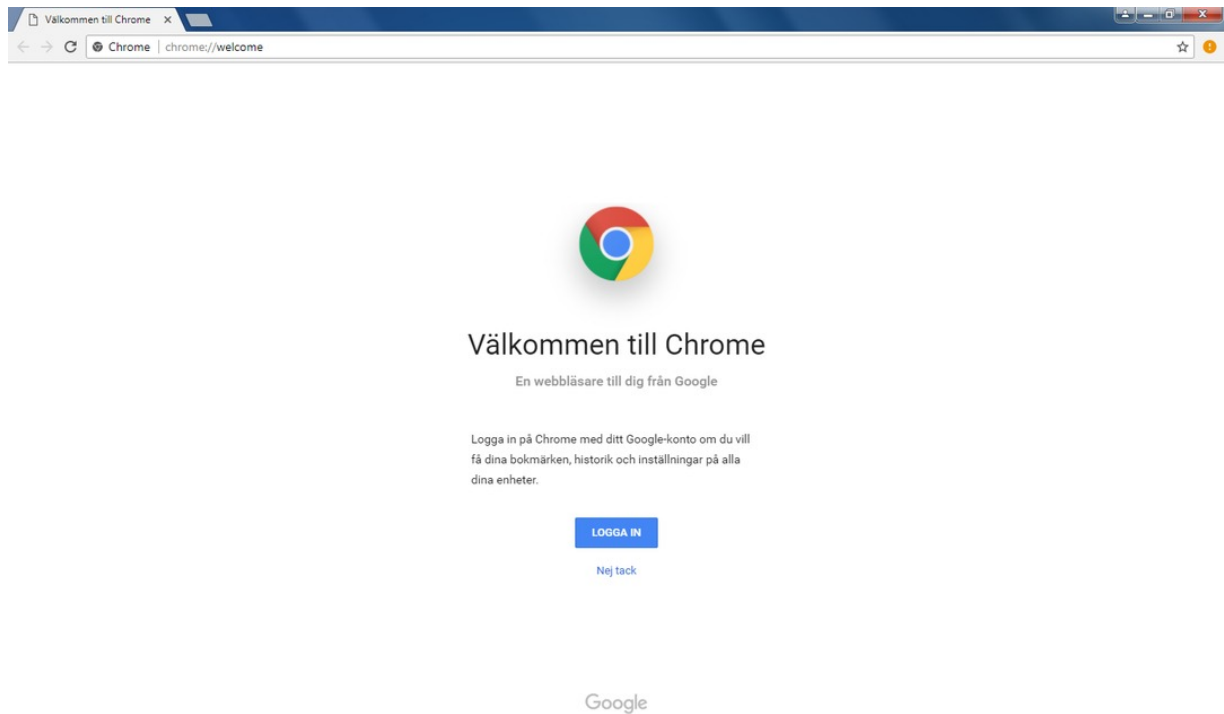 Välkommen till Chrome
Chrome | chrome://welcome
Välkommen till Chrome
En webbläsare till dig från Google
Logga in på Chrome med ditt Google-konto om du vill
få dina bokmärken, historik och inställningar på alla
dina enheter.
LOGGA IN
Nej tack
Google